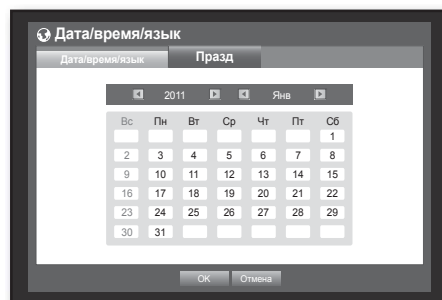 Дата/время/язык
Дата/время/язык Празд
2011 Янв
Вс Пн Вт Ср Чт Пт Сб
1
2 3 4 5 6 7 8
9 10 11 12 13 14 15
16 17 18 19 20 21 22
23 24 25 26 27 28 29
30 31
OK Отмена